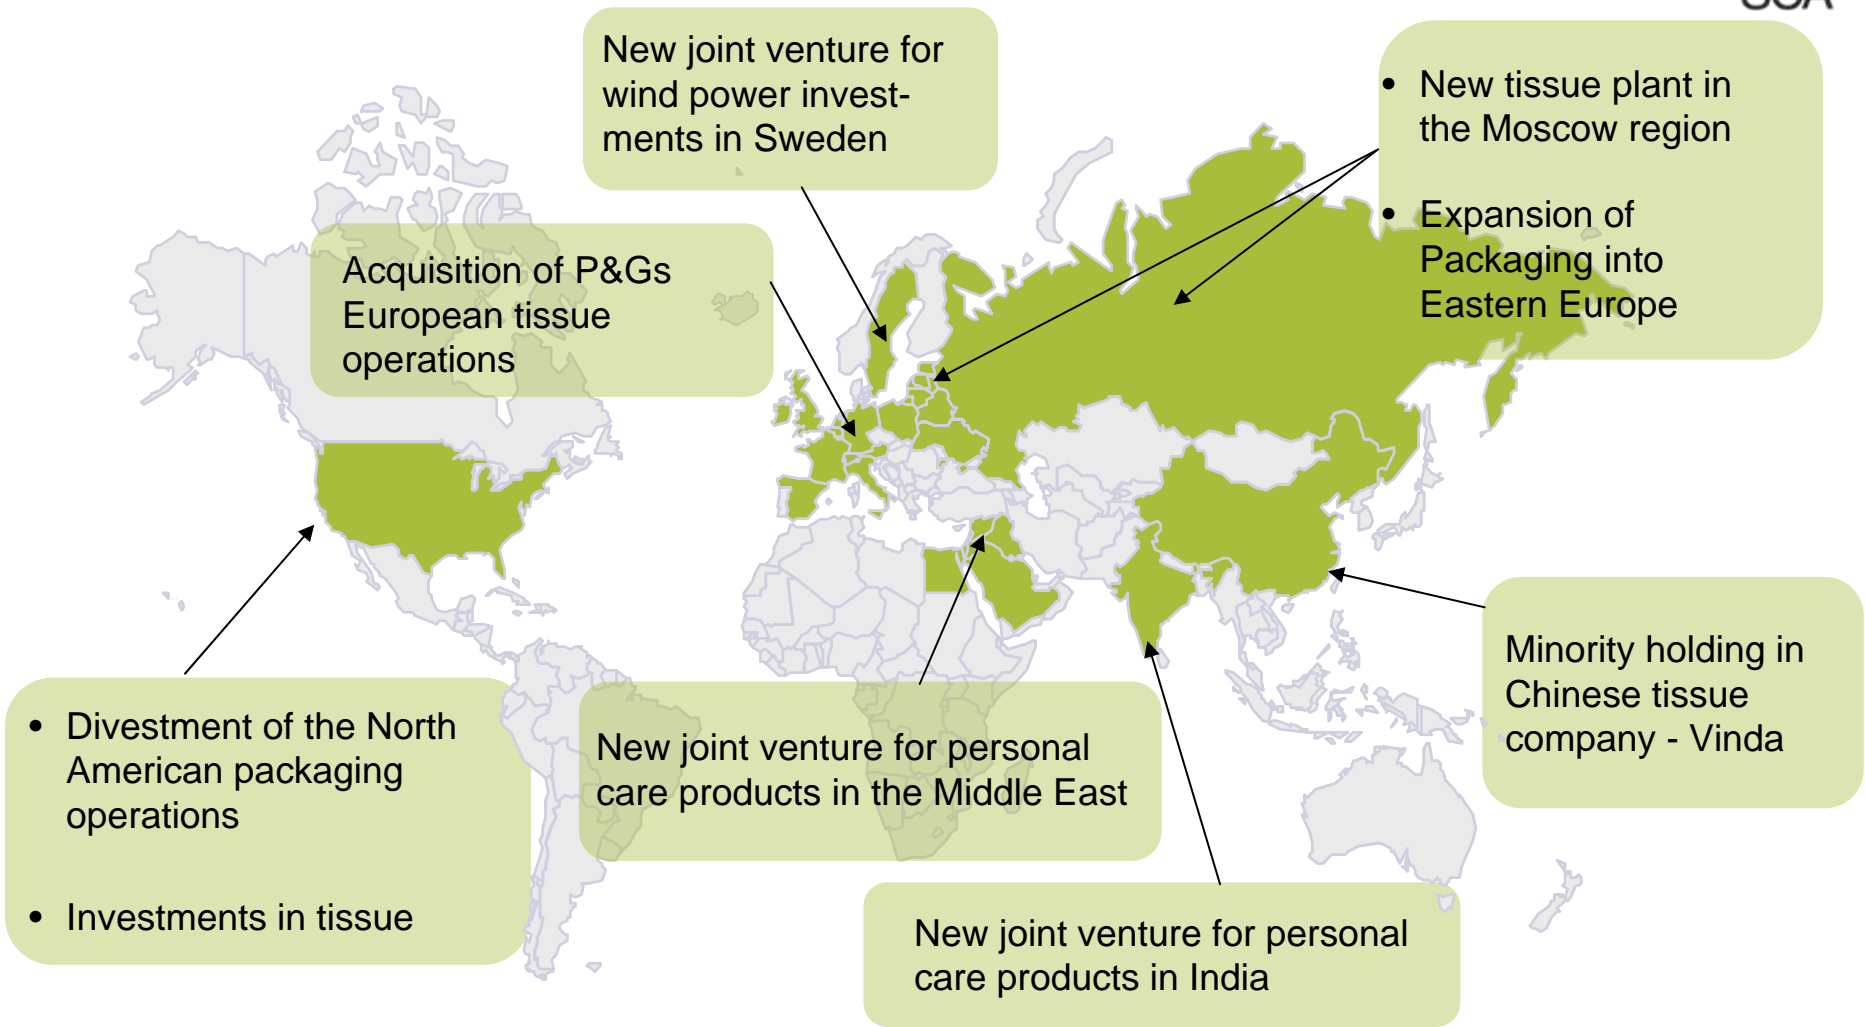 New joint venture for
wind power invest-
ments in Sweden
• New tissue plant in
the Moscow region
• Expansion of
Packaging into
Eastern Europe
Acquisition of P&Gs
European tissue
operations
• Divestment of the North
American packaging
operations
• Investments in tissue
New joint venture for personal
care products in the Middle East
Minority holding in
Chinese tissue
company - Vinda
New joint venture for personal
care products in India